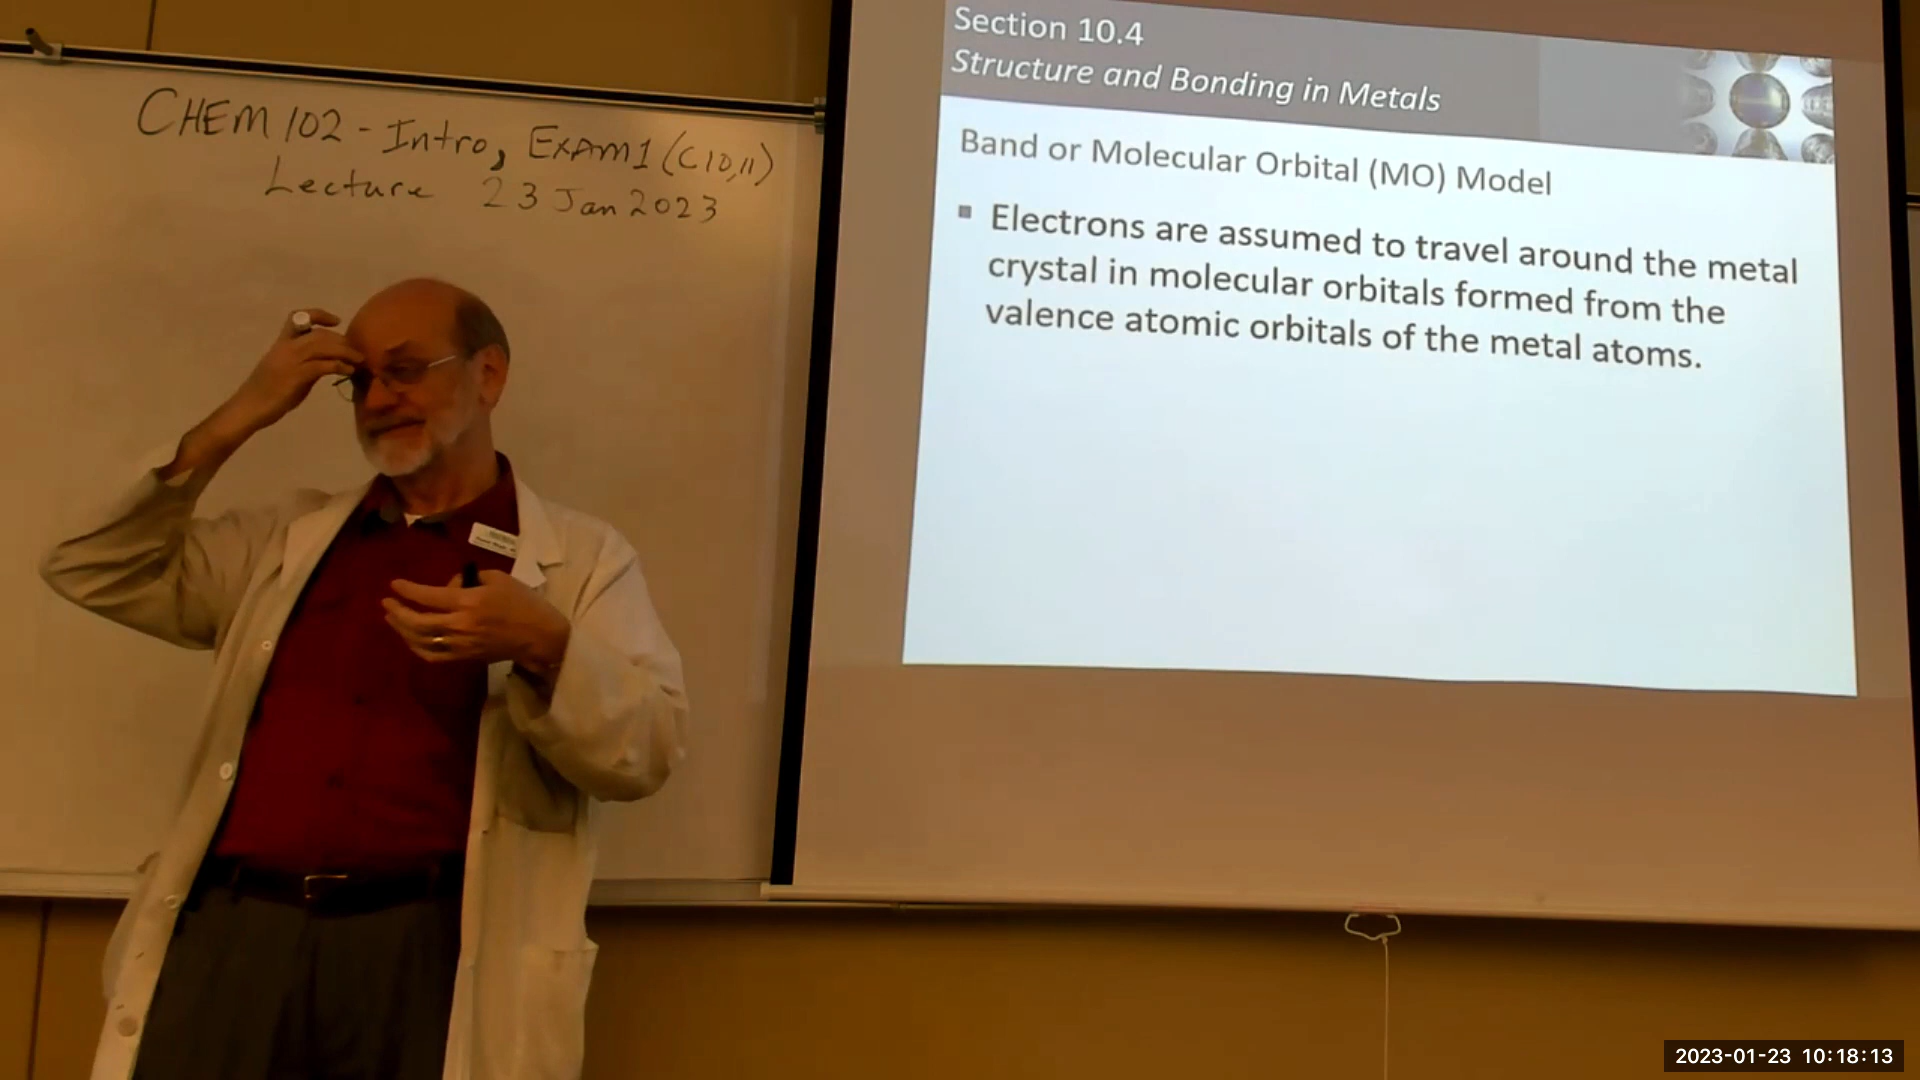 CHEM 102 - Intro, EXAM 1 (C10,11)
Lecture 23 Jan 2023
Section 10.4
Structure and Bonding in Metals
Band or Molecular Orbital (MO) Model
▪ Electrons are assumed to travel around the metal
crystal in molecular orbitals formed from the
valence atomic orbitals of the metal atoms.
2023-01-23 10:18:13